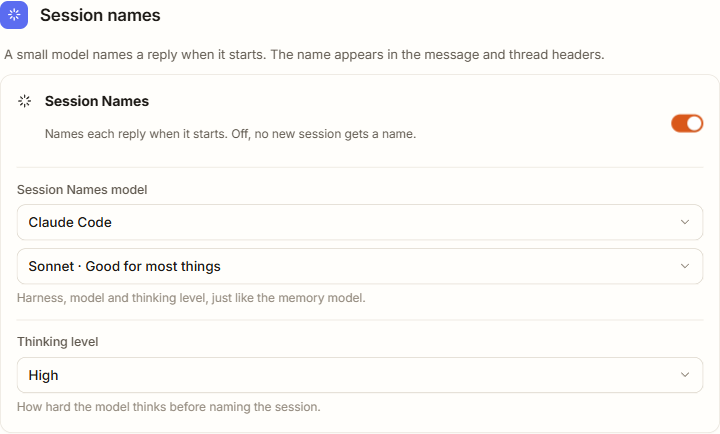 Session names
A small model names a reply when it starts. The name appears in the message and thread headers.
Session Names
Names each reply when it starts. Off, no new session gets a name.
Session Names model
Claude Code
Sonnet · Good for most things
Harness, model and thinking level, just like the memory model.
Thinking level
High
How hard the model thinks before naming the session.